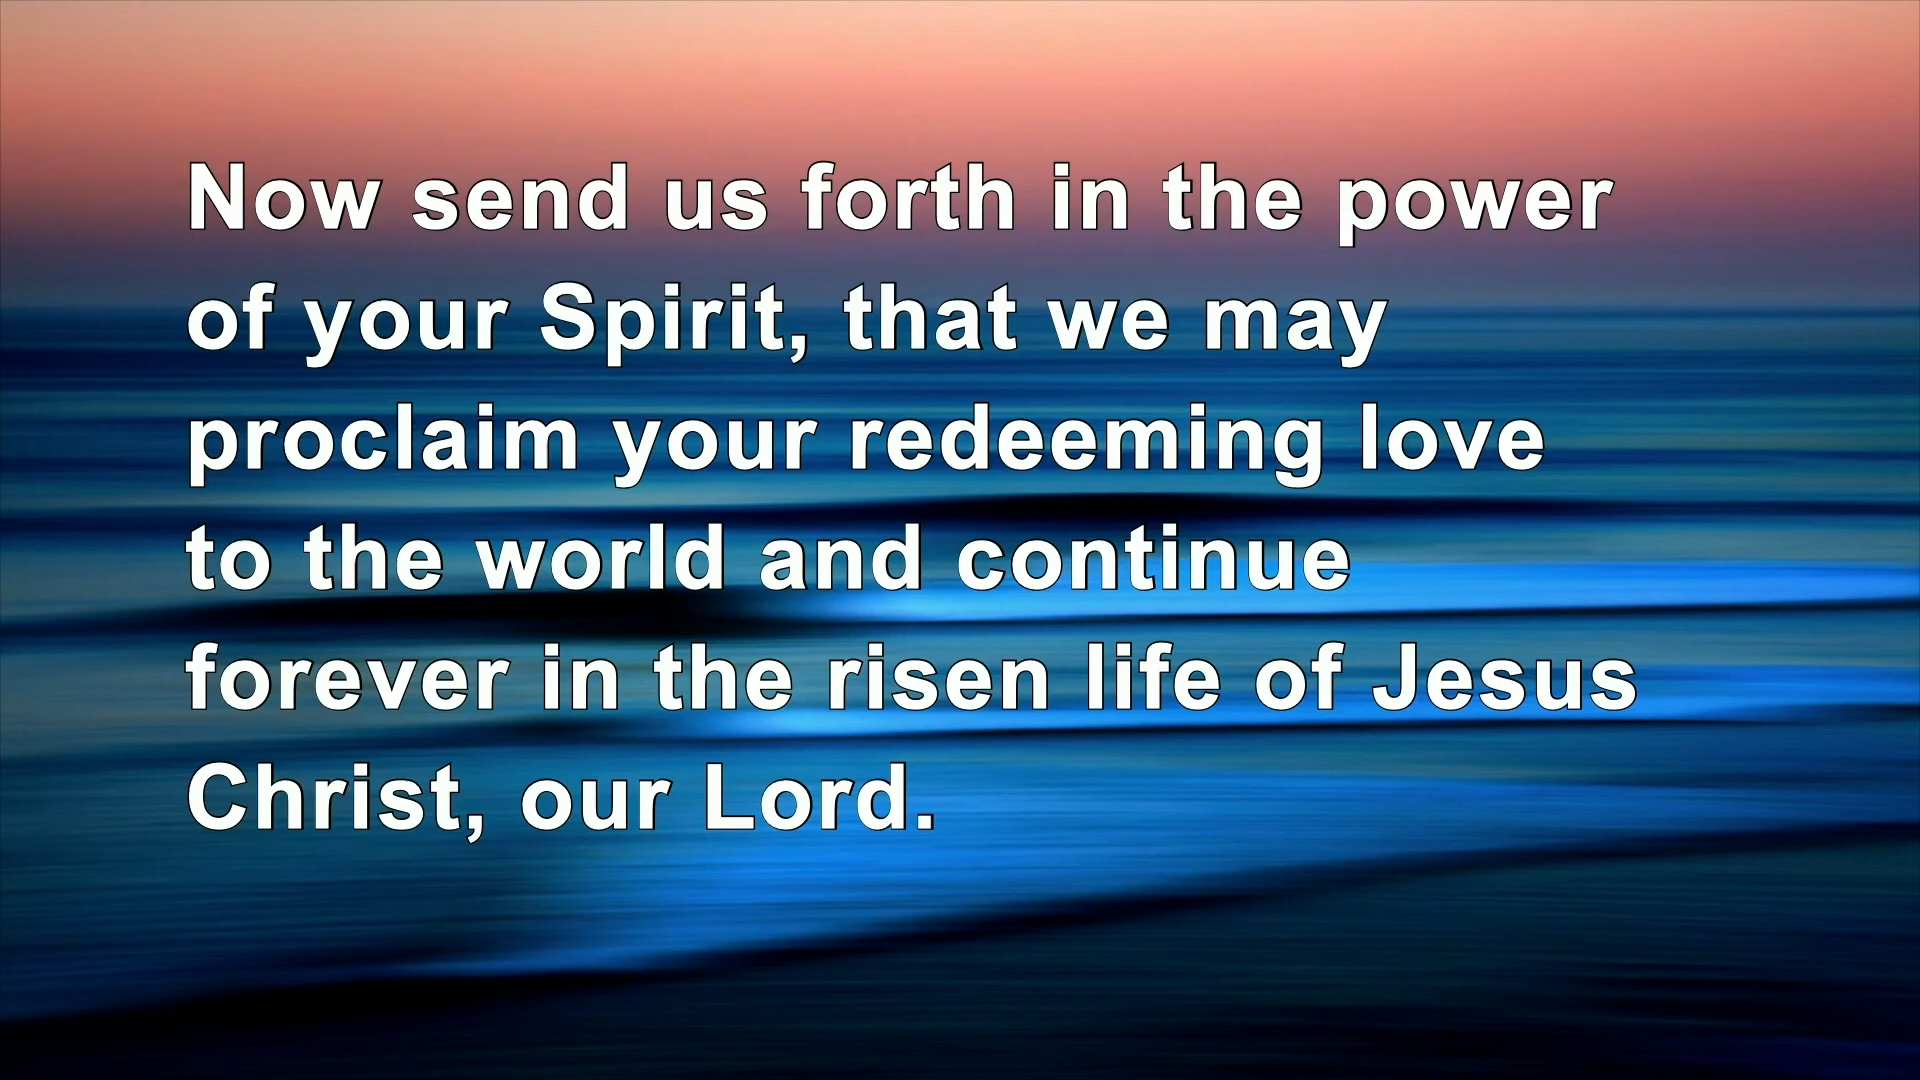 Now send us forth in the power
of your Spirit, that we may
proclaim your redeeming love
to the world and continue
forever in the risen life of Jesus
Christ, our Lord.